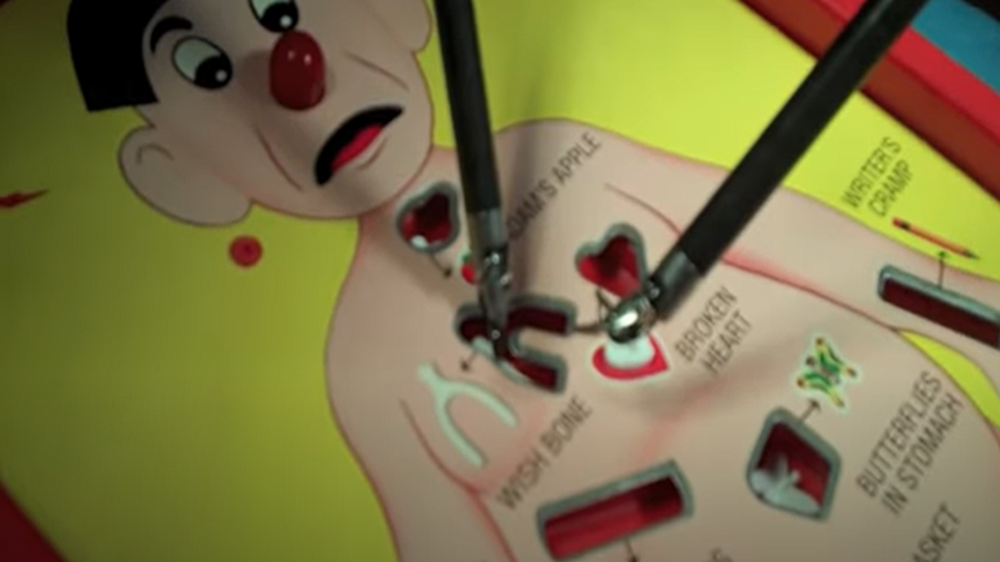 ADAM'S APPLE
WRITER'S
CRAMP
BROKEN
HEART
WISH BONE
BUTTERFLIES
IN STOMACH